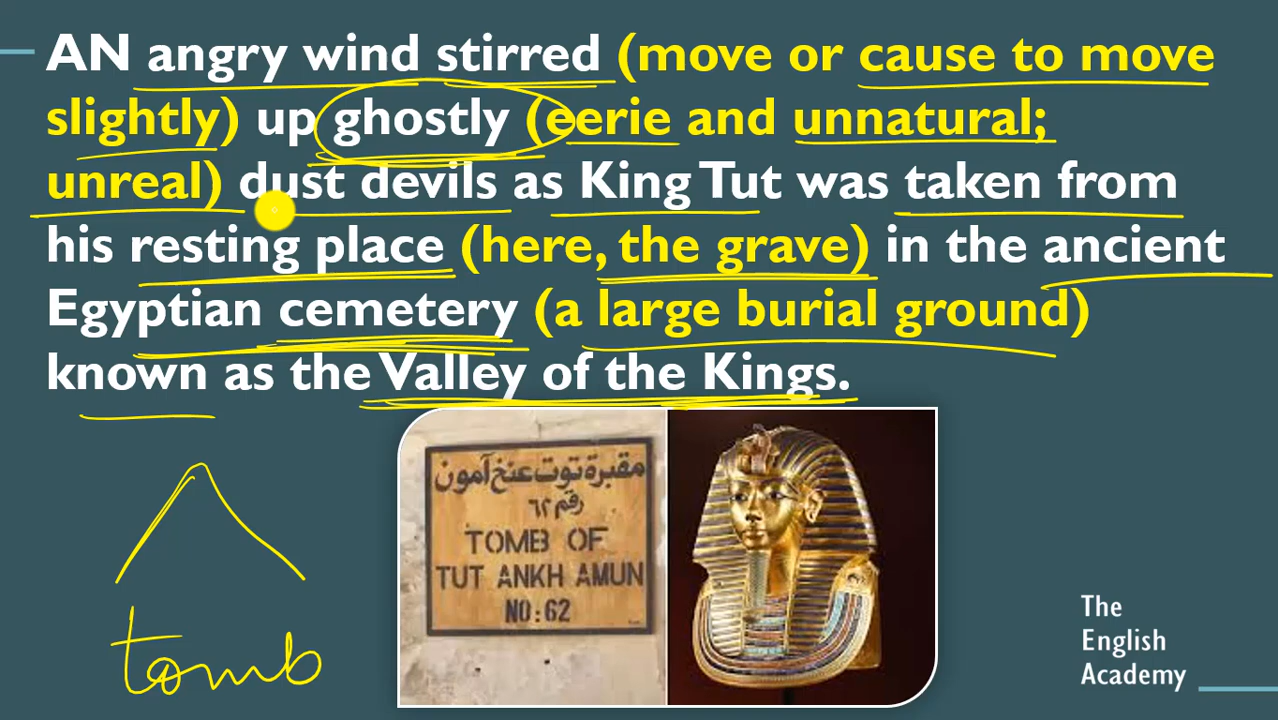 AN angry wind stirred (move or cause to move
slightly) up ghostly (eerie and unnatural;
unreal) dust devils as King Tut was taken from
his resting place (here, the grave) in the ancient
Egyptian cemetery (a large burial ground)
known as the Valley of the Kings.
مقبرة توت عنخ آمون
رقم ٦٢
TOMB OF
TUT ANKH AMUN
NO:62
tomb
The
English
Academy